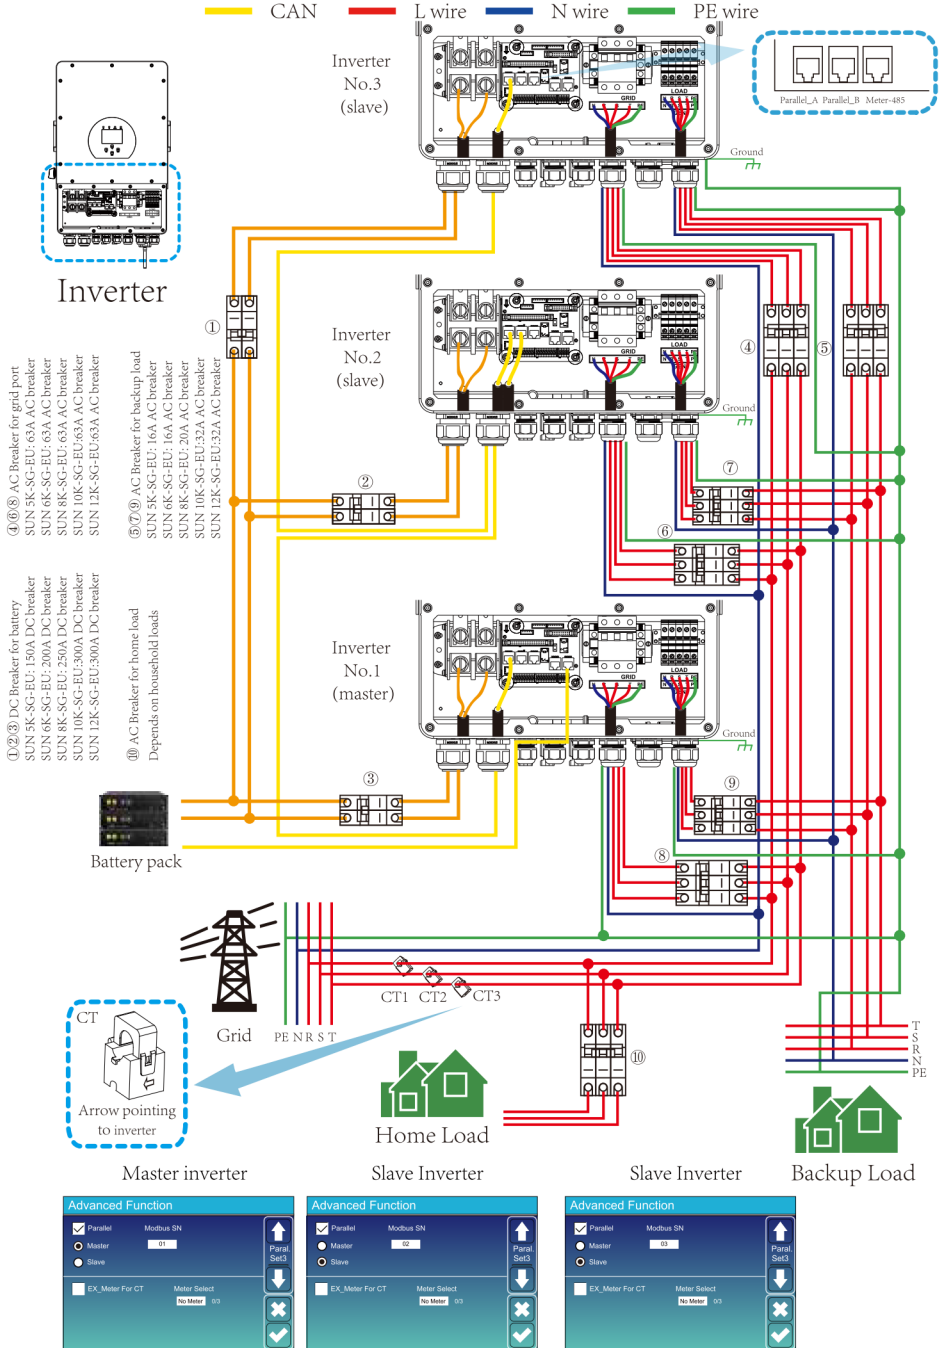 CAN
L wire
N wire
PE wire
Inverter
No.3
(slave)
Parallel_A Parallel_B Meter-485
GRID
LOAD
Ground
Inverter
①
Inverter
No.2
(slave)
④
⑤
GRID
LOAD
Ground
④⑥⑧ AC Breaker for grid port
SUN 5K-SG-EU: 63A AC breaker
SUN 6K-SG-EU: 63A AC breaker
SUN 8K-SG-EU: 63A AC breaker
SUN 10K-SG-EU:63A AC breaker
SUN 12K-SG-EU:63A AC breaker
⑤⑦⑨ AC Breaker for backup load
SUN 5K-SG-EU: 16A AC breaker
SUN 6K-SG-EU: 16A AC breaker
SUN 8K-SG-EU: 20A AC breaker
SUN 10K-SG-EU:32A AC breaker
SUN 12K-SG-EU:32A AC breaker
②
⑦
⑥
①②③ DC Breaker for battery
SUN 5K-SG-EU: 150A DC breaker
SUN 6K-SG-EU: 200A DC breaker
SUN 8K-SG-EU: 250A DC breaker
SUN 10K-SG-EU:300A DC breaker
SUN 12K-SG-EU:300A DC breaker
⑩ AC Breaker for home load
Depends on household loads
Inverter
No.1
(master)
GRID
LOAD
Ground
③
⑨
⑧
Battery pack
CT1 CT2 CT3
Grid
PE N R S T
CT
Arrow pointing
to inverter
⑩
T
S
R
N
PE
Home Load
Backup Load
Master inverter
Slave Inverter
Slave Inverter
Advanced Function
Parallel Modbus SN
Master 01
Slave
Paral.
Set3
EX_Meter For CT Meter Select
No Meter 0/3
Advanced Function
Parallel Modbus SN
Master 02
Slave
Paral.
Set3
EX_Meter For CT Meter Select
No Meter 0/3
Advanced Function
Parallel Modbus SN
Master 03
Slave
Paral.
Set3
EX_Meter For CT Meter Select
No Meter 0/3